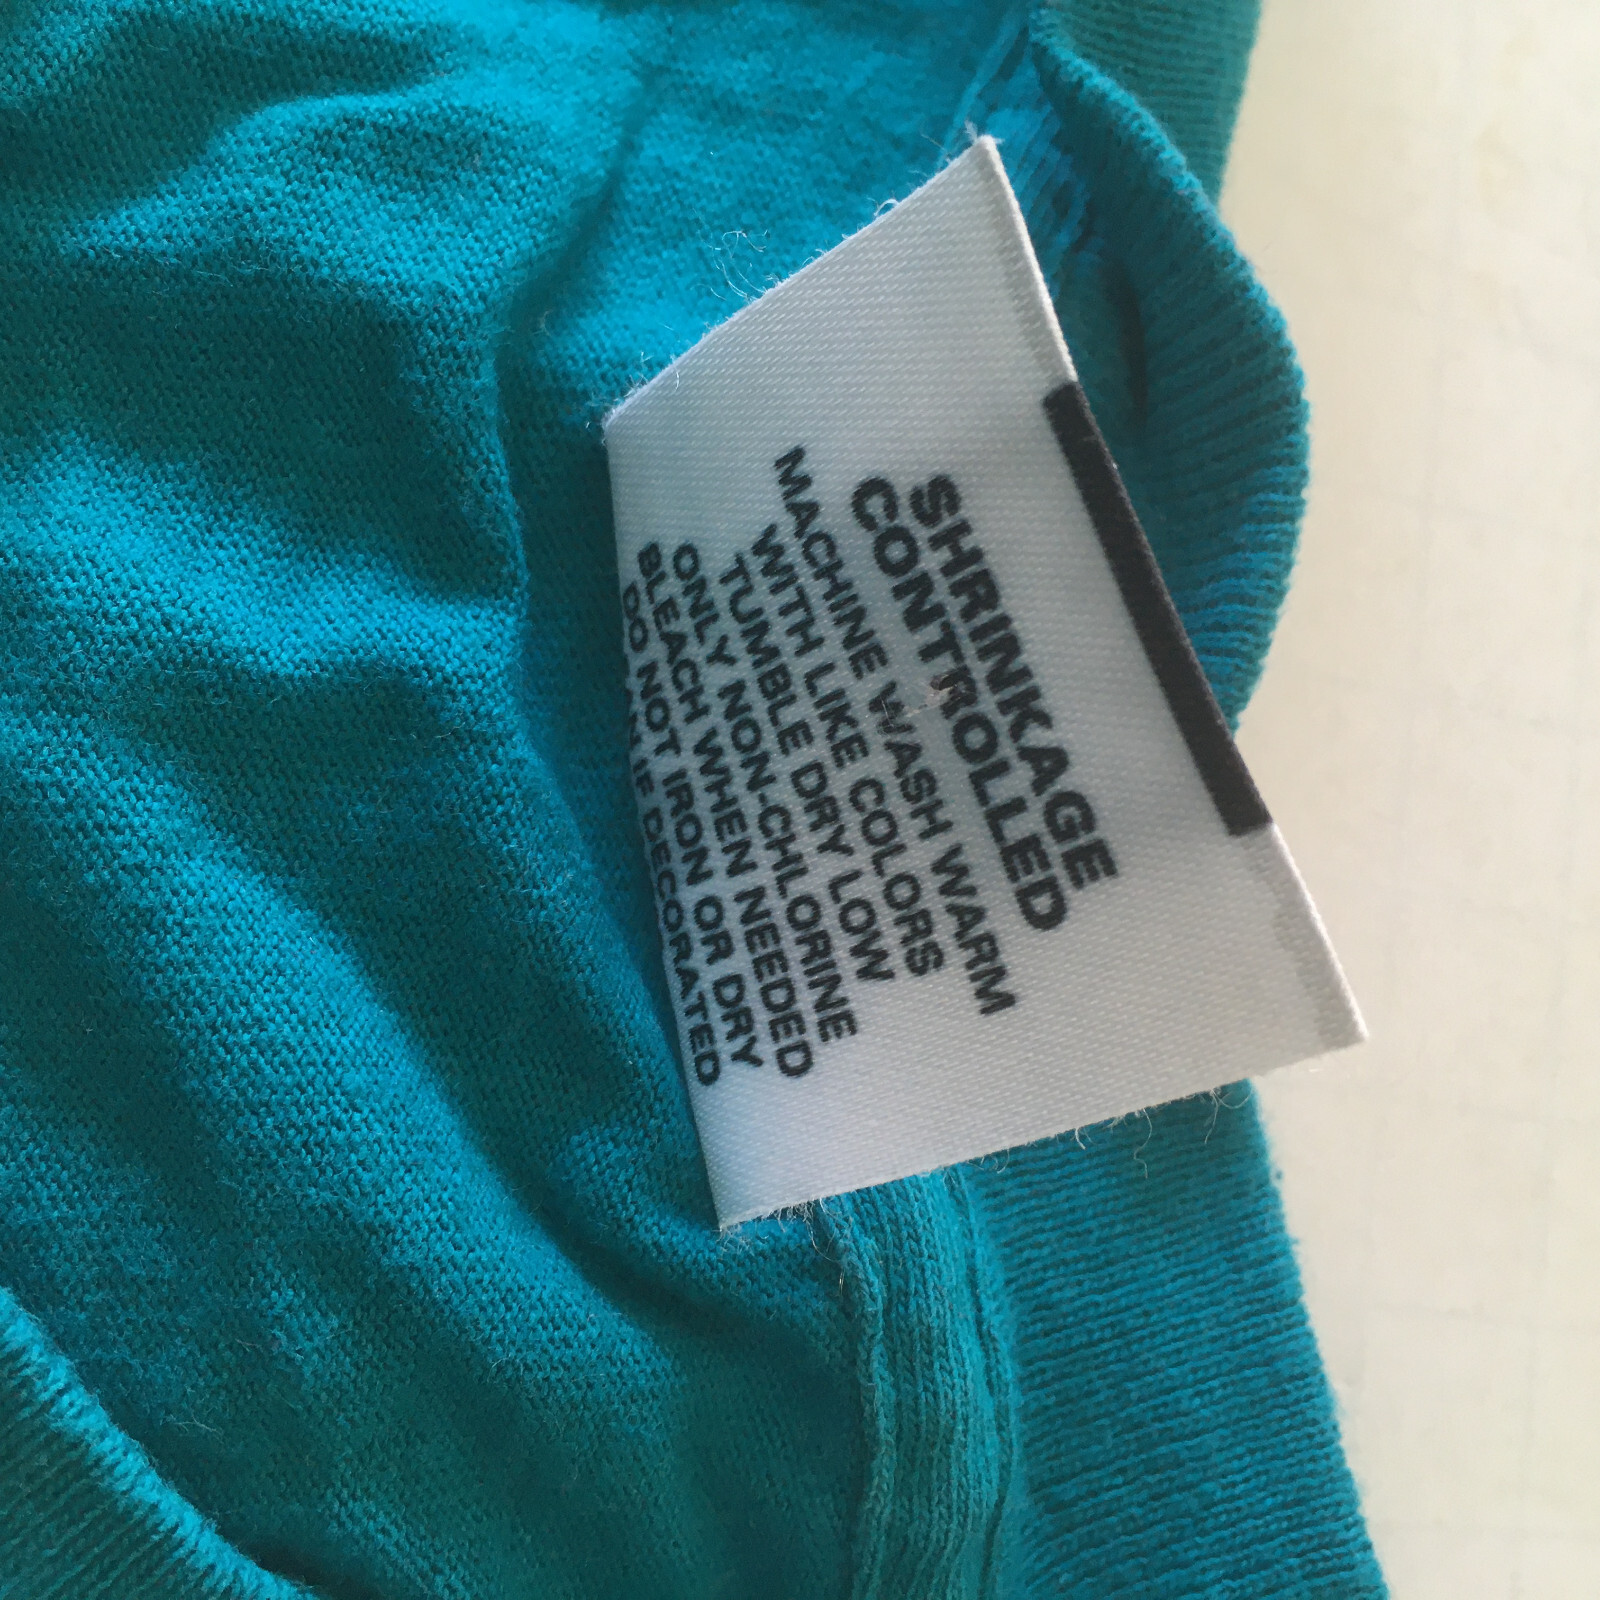 SHRINKAGE
CONTROLLED
MACHINE WASH WARM
WITH LIKE COLORS
TUMBLE DRY LOW
ONLY NON-CHLORINE
BLEACH WHEN NEEDED
DO NOT IRON OR DRY
IF DECORATED